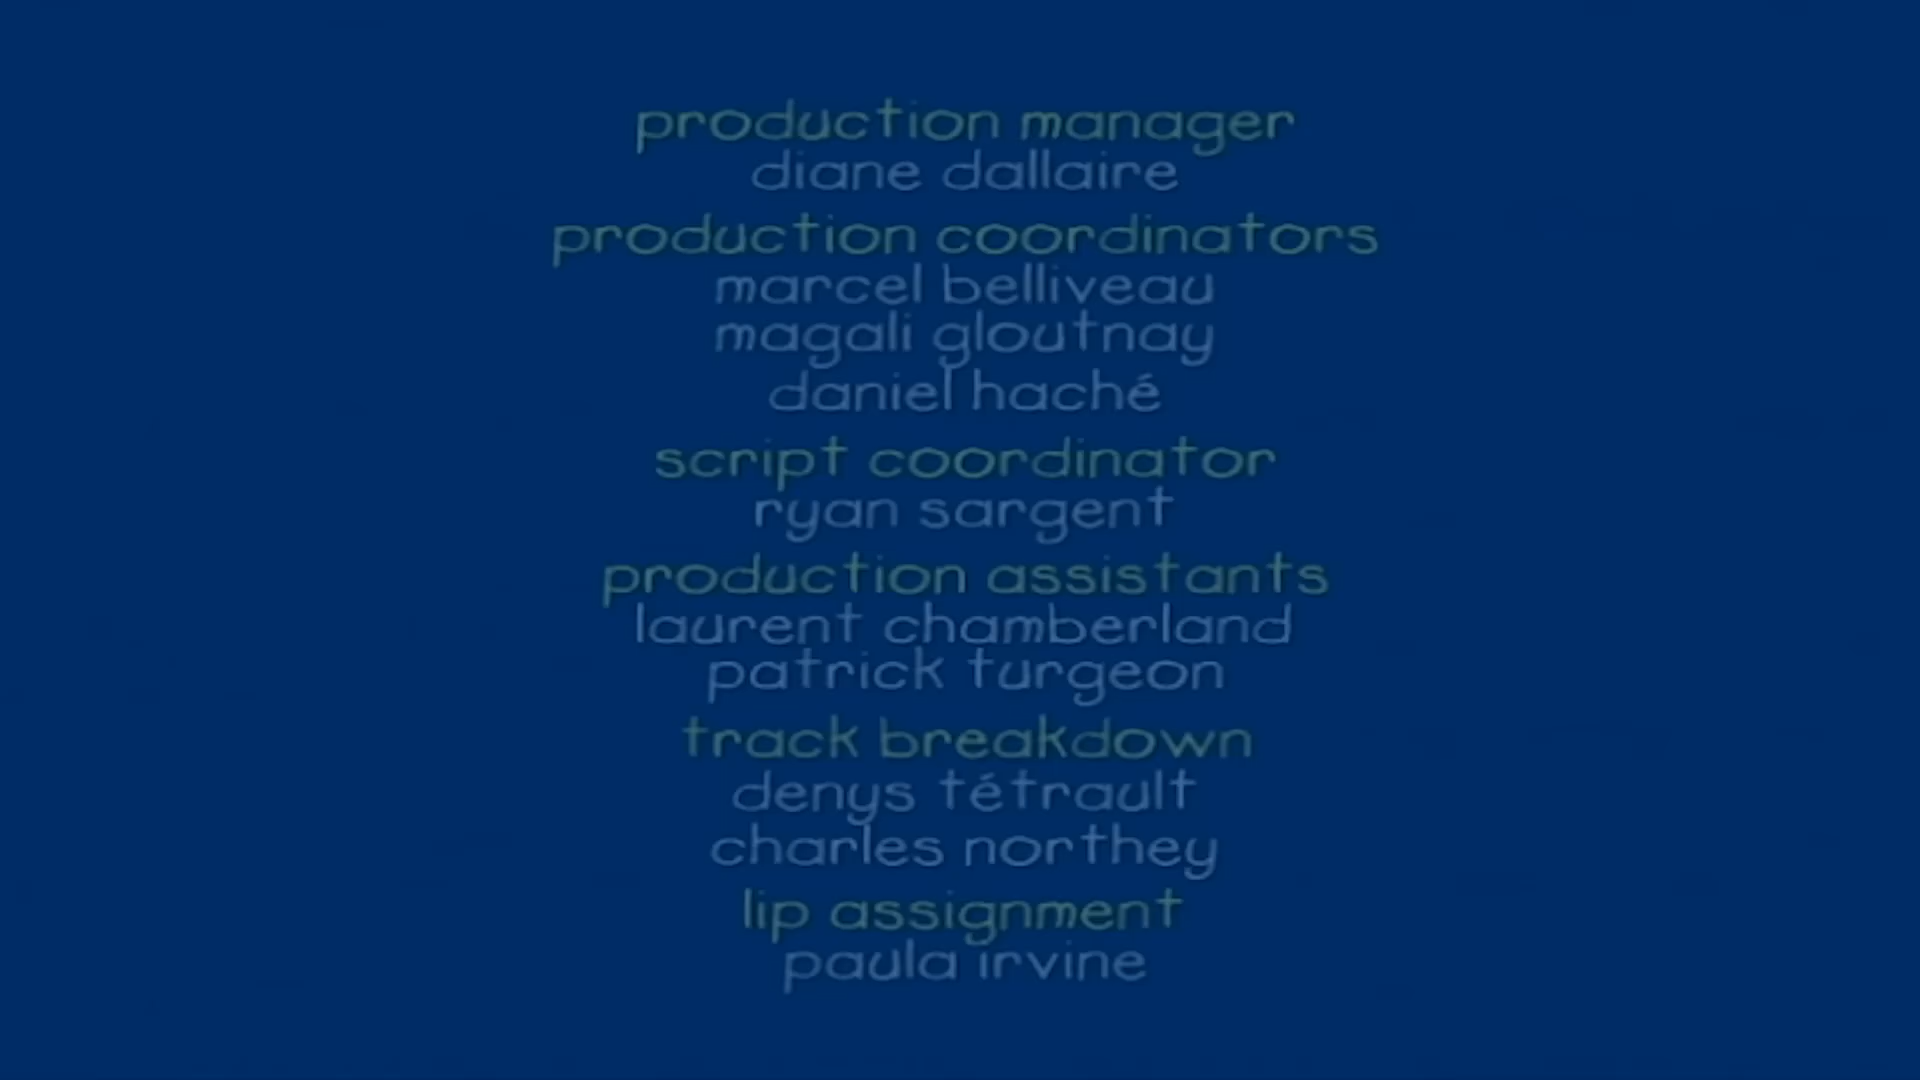 production manager
diane dallaire
production coordinators
marcel belliveau
magali gloutnay
daniel haché
script coordinator
ryan sargent
production assistants
laurent chamberland
patrick turgeon
track breakdown
denys tétrault
charles northey
lip assignment
paula irvine